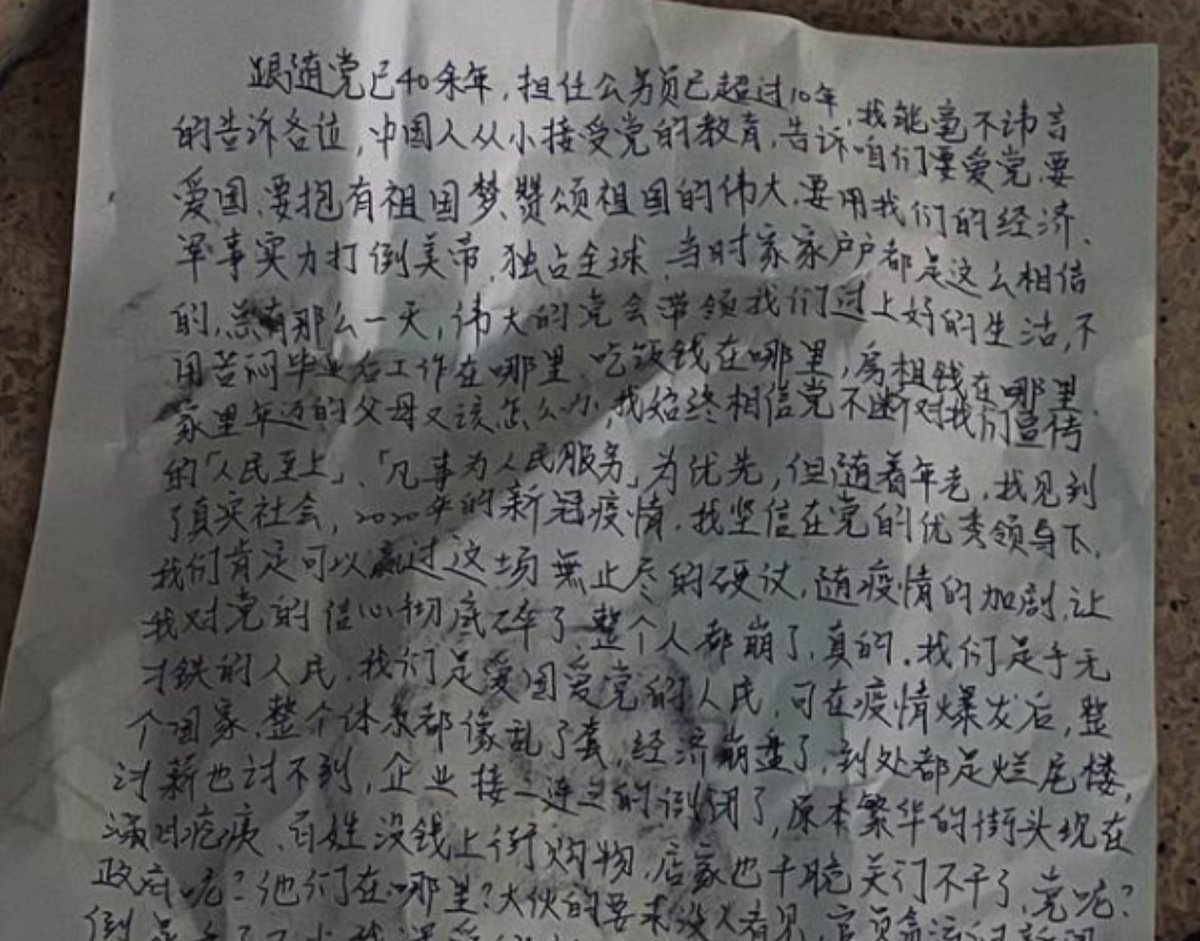 跟随党已40余年，担任公务员已超过10年，我能毫不讳言
的告诉各位，中国人从小接受党的教育，告诉咱们要爱党、要
爱国、要抱有祖国梦、赞颂祖国的伟大、要用我们的经济、
军事实力打倒美帝，独占全球，当时家家户户都是这么相信
的，总有那么一天，伟大的党会带领我们过上好的生活，不
用苦闷毕业后工作在哪里、吃饭钱在哪里，房租钱在哪里、
家里年迈的父母又该怎么办，我始终相信党不断对我们宣传
的「人民至上」、「凡事为人民服务」为优先，但随着年老，我见到
了真实社会，2020年的新冠疫情，我坚信在党的优秀领导下，
我们肯定可以赢过这场無止尽的硬仗，随疫情的加剧，让
我对党的信心彻底碎了，整个人都崩了，真的。我们是手无
寸铁的人民，我们是爱国爱党的人民，可在疫情爆发后，整
个国家、整个体系都像乱了套，经济崩盘了，到处都是烂尾楼，
讨薪也讨不到，企业接二连三的倒闭了，原本繁华的街头现在
满目疮痍，百姓没钱上街购物，店家也干脆关门不干了，党呢？
政府呢？他们在哪里？大伙的要求没人看见，官员
倒是